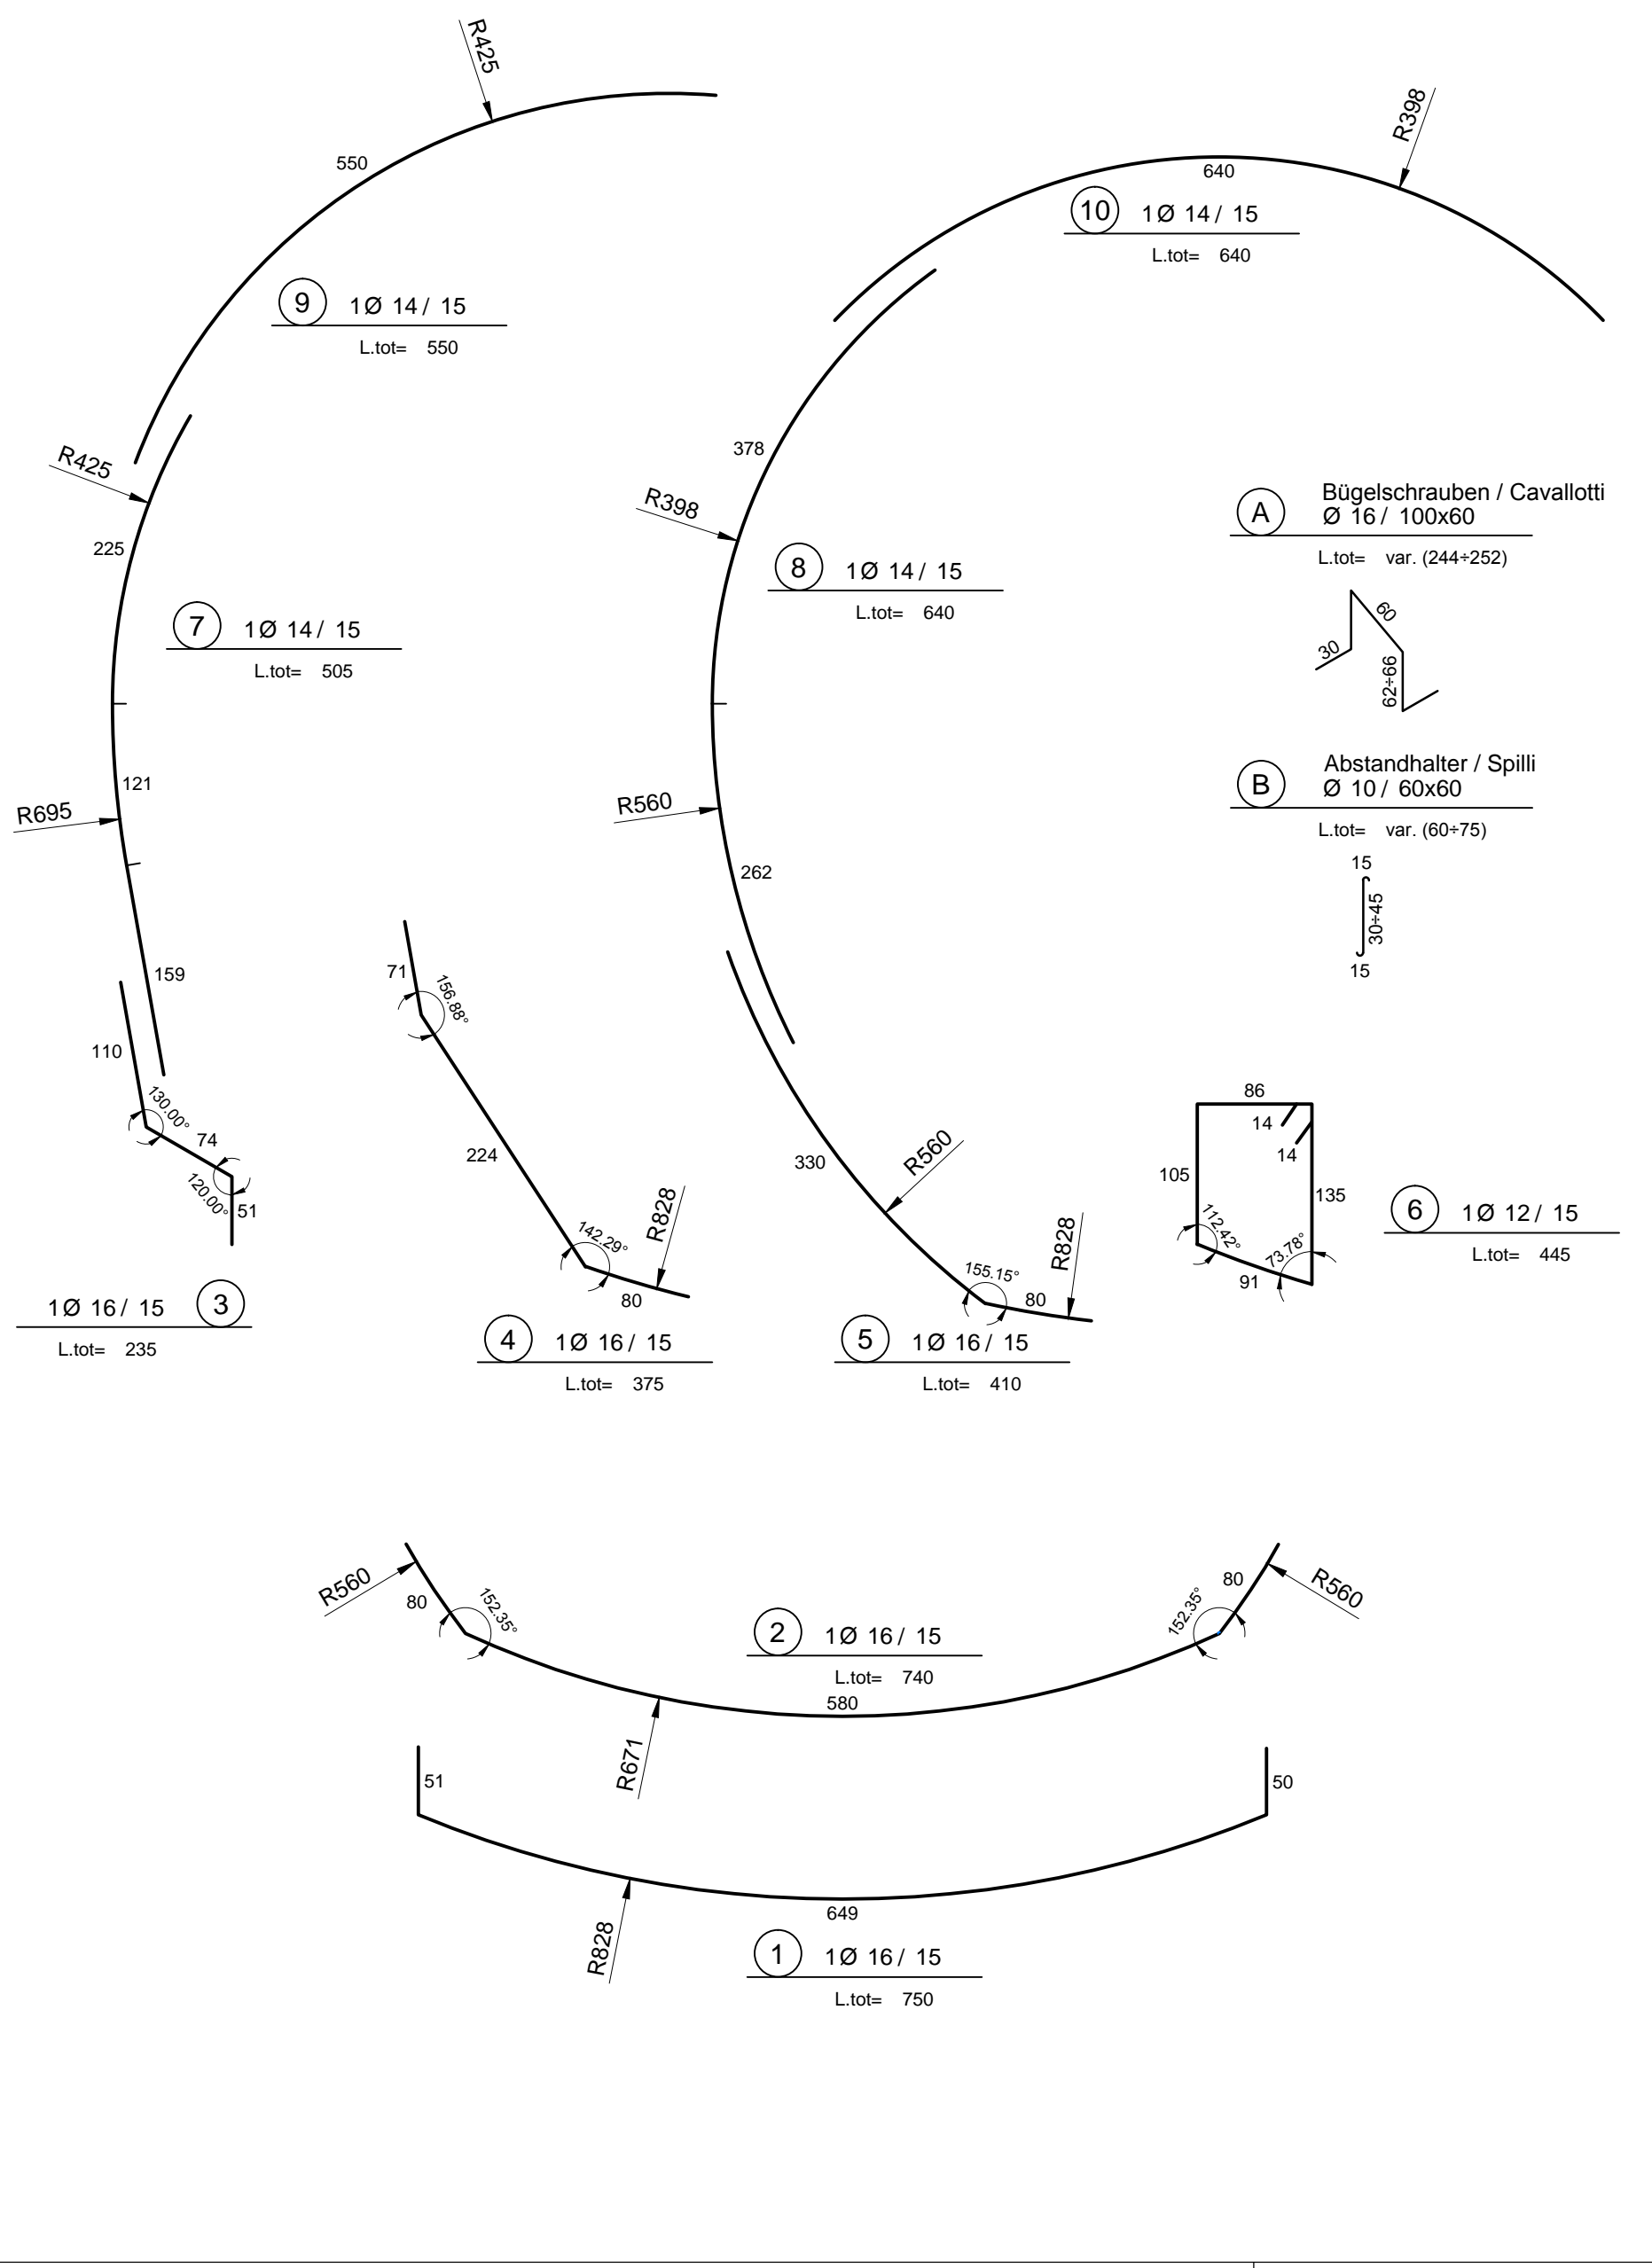 R425
550
9 1Ø 14/ 15
L.tot= 550
R398
640
10 1Ø 14/ 15
L.tot= 640
R425
225
7 1Ø 14/ 15
L.tot= 505
121
R695
159
378
R398
8 1Ø 14/ 15
L.tot= 640
R560
262
A Bügelschrauben / Cavallotti
Ø 16/ 100x60
L.tot= var. (244÷252)
60
30
62÷66
B Abstandhalter / Spilli
Ø 10/ 60x60
L.tot= var. (60÷75)
15
30÷45
15
110
130.00°
74
120.00°
51
1Ø 16/ 15 3
L.tot= 235
71
156.88°
224
142.29°
R828
80
4 1Ø 16/ 15
L.tot= 375
330
R560
155.15°
80
R828
5 1Ø 16/ 15
L.tot= 410
86
14
14
105
135
112.42°
73.78°
91
6 1Ø 12/ 15
L.tot= 445
R560
80
152.35°
2 1Ø 16/ 15
L.tot= 740
580
152.35°
80
R560
R671
51
50
649
R828
1 1Ø 16/ 15
L.tot= 750